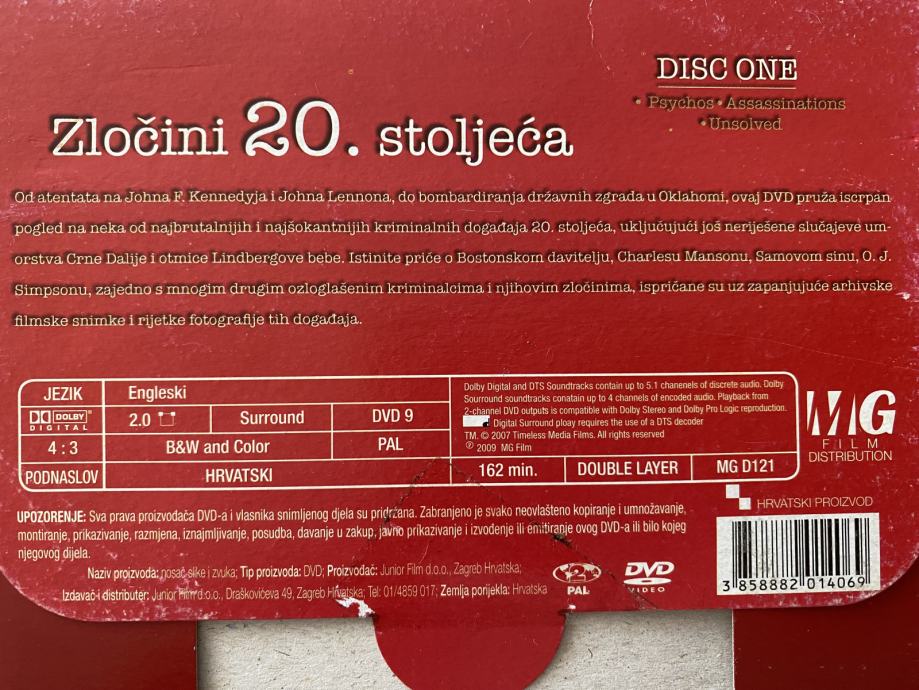 DISC ONE
• Psychos • Assassinations
• Unsolved
Zločini 20. stoljeća
Od atentata na Johna F. Kennedyja i Johna Lennona, do bombardiranja državnih zgrada u Oklahomi, ovaj DVD pruža iscrpan
pogled na neka od najbrutalnijih i najšokantnijih kriminalnih događaja 20. stoljeća, uključujući još neriješene slučajeve um-
orstva Crne Dalije i otmice Lindbergove bebe. Istinite priče o Bostonskom davitelju, Charlesu Mansonu, Samovom sinu, O. J.
Simpsonu, zajedno s mnogim drugim ozloglašenim kriminalcima i njihovim zločinima, ispričane su uz zapanjujuće arhivske
filmske snimke i rijetke fotografije tih događaja.
JEZIK Engleski
DOLBY DIGITAL 2.0 Surround DVD 9
4 : 3 B&W and Color PAL
PODNASLOV HRVATSKI
Dolby Digital and DTS Soundtracks contain up to 5.1 chanenels of discrete audio. Dolby
Sourround soundtracks conatain up to 4 channels of encoded audio. Playback from
2-channel DVD outputs is compatible with Dolby Stereo and Dolby Pro Logic reproduction.
Digital Surround ploay requires the use of a DTS decoder
TM. © 2007 Timeless Media Films. All rights reserved
℗ 2009 MG Film
162 min. DOUBLE LAYER MG D121
MG
FILM
DISTRIBUTION
HRVATSKI PROIZVOD
UPOZORENJE: Sva prava proizvođača DVD-a i vlasnika snimljenog djela su pridržana. Zabranjeno je svako neovlašteno kopiranje i umnožavanje,
montiranje, prikazivanje, razmjena, iznajmljivanje, posudba, davanje u zakup, javno prikazivanje i izvođenje ili emitiranje ovog DVD-a ili bilo kojeg
njegovog dijela.
Naziv proizvoda: nosač slike i zvuka; Tip proizvoda: DVD; Proizvođač: Junior Film d.o.o., Zagreb Hrvatska;
Izdavač i distributer: Junior Film d.o.o., Draškovićeva 49, Zagreb Hrvatska; Tel: 01/4859 017; Zemlja porijekla: Hrvatska
2
PAL
DVD
VIDEO
3 858882 014069